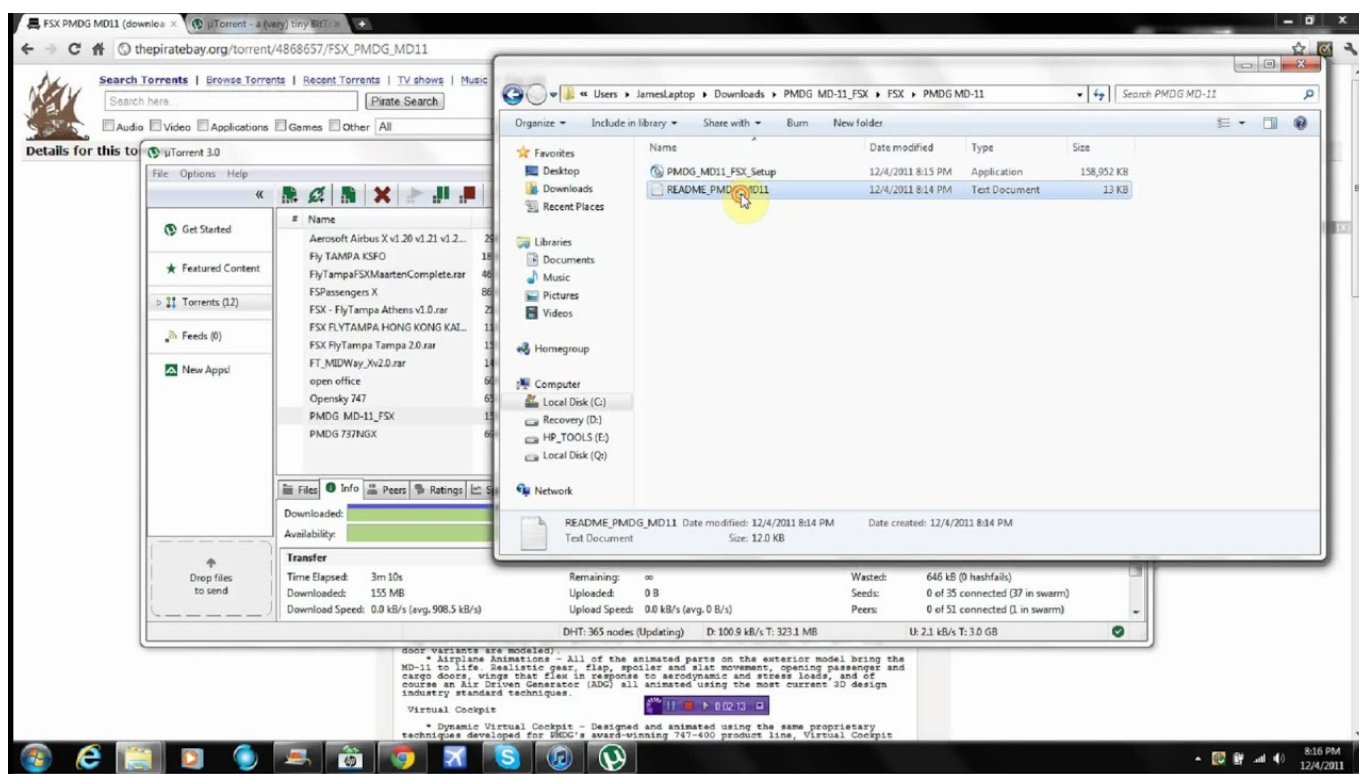 FSX PMDG MD11 (downloa
µTorrent - a (very) tiny BitT
thepiratebay.org/torrent/4868657/FSX_PMDG_MD11
Search Torrents | Browse Torrents | Recent Torrents | TV shows | Music
Search here...
Pirate Search
Audio Video Applications Games Other All
Details for this to
µTorrent 3.0
File Options Help
Get Started
Featured Content
Torrents (12)
Feeds (0)
New Apps!
Drop files
to send
# Name
Aerosoft Airbus X v1.20 v1.21 v1.2...
Fly TAMPA KSFO
FlyTampaFSXMaartenComplete.rar
FSPassengers X
FSX - FlyTampa Athens v1.0.rar
FSX FLYTAMPA HONG KONG KAI...
FSX FlyTampa Tampa 2.0.rar
FT_MIDWay_Xv2.0.rar
open office
Opensky 747
PMDG MD-11_FSX
PMDG 737NGX
Files Info Peers Ratings
Downloaded:
Availability:
Transfer
Time Elapsed: 3m 10s Remaining: ∞ Wasted: 646 kB (0 hashfails)
Downloaded: 155 MB Uploaded: 0 B Seeds: 0 of 35 connected (37 in swarm)
Download Speed: 0.0 kB/s (avg. 908.5 kB/s) Upload Speed: 0.0 kB/s (avg. 0 B/s) Peers: 0 of 51 connected (1 in swarm)
DHT: 365 nodes (Updating) D: 100.9 kB/s T: 323.1 MB U: 2.1 kB/s T: 3.0 GB
« Users JamesLaptop Downloads PMDG MD-11_FSX FSX PMDG MD-11
Search PMDG MD-11
Organize Include in library Share with Burn New folder
Favorites
Desktop
Downloads
Recent Places
Libraries
Documents
Music
Pictures
Videos
Homegroup
Computer
Local Disk (C:)
Recovery (D:)
HP_TOOLS (E:)
Local Disk (Q:)
Network
Name Date modified Type Size
PMDG_MD11_FSX_Setup 12/4/2011 8:15 PM Application 158,952 KB
README_PMDG_MD11 12/4/2011 8:14 PM Text Document 13 KB
README_PMDG_MD11 Date modified: 12/4/2011 8:14 PM Date created: 12/4/2011 8:14 PM
Text Document Size: 12.0 KB
door variants are modeled).
* Airplane Animations - All of the animated parts on the exterior model bring the
MD-11 to life. Realistic gear, flap, spoiler and slat movement, opening passenger and
cargo doors, wings that flex in response to aerodynamic and stress loads, and of
course an Air Driven Generator (ADG) all animated using the most current 3D design
industry standard techniques.
Virtual Cockpit
* Dynamic Virtual Cockpit - Designed and animated using the same proprietary
techniques developed for PMDG's award-winning 747-400 product line, Virtual Cockpit
0:02:13
8:16 PM
12/4/2011